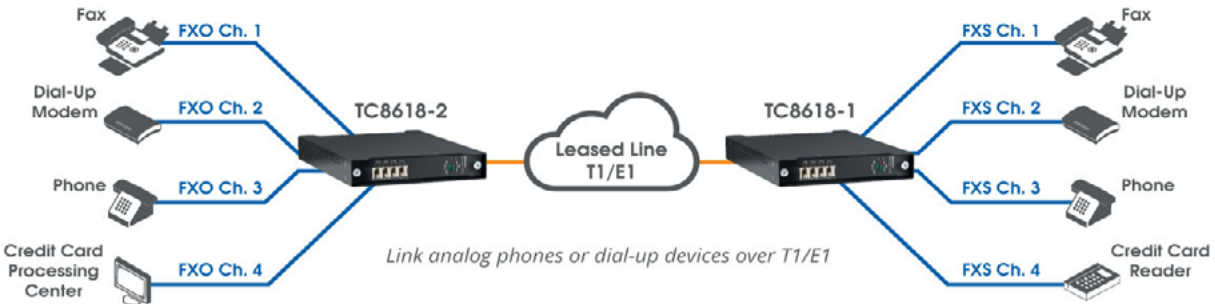 Fax
FXO Ch. 1
FXS Ch. 1
Fax
Dial-Up
Modem
FXO Ch. 2
TC8618-2
TC8618-1
FXS Ch. 2
Dial-Up
Modem
Leased Line
T1/E1
Phone
FXO Ch. 3
FXS Ch. 3
Phone
Credit Card
Processing
Center
FXO Ch. 4
Link analog phones or dial-up devices over T1/E1
FXS Ch. 4
Credit Card
Reader